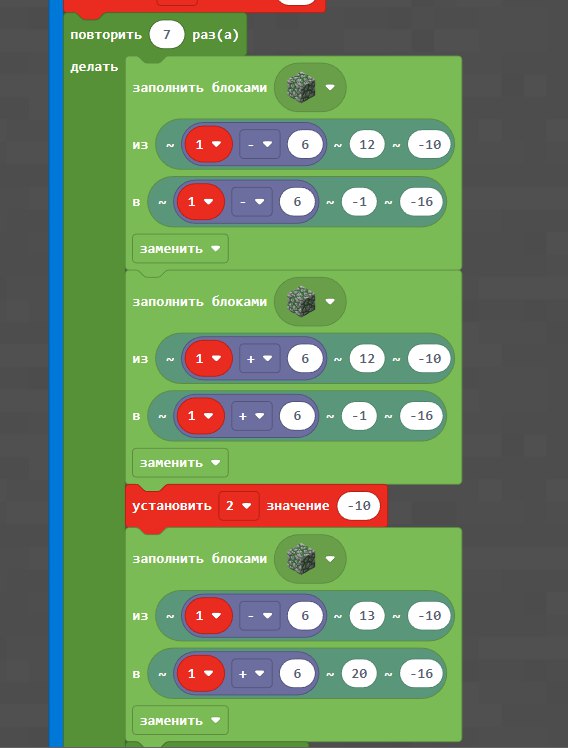 повторить 7 раз(а)
делать
заполнить блоками
из ~ 1 - 6 ~ 12 ~ -10
в ~ 1 - 6 ~ -1 ~ -16
заменить
заполнить блоками
из ~ 1 + 6 ~ 12 ~ -10
в ~ 1 + 6 ~ -1 ~ -16
заменить
установить 2 значение -10
заполнить блоками
из ~ 1 - 6 ~ 13 ~ -10
в ~ 1 + 6 ~ 20 ~ -16
заменить